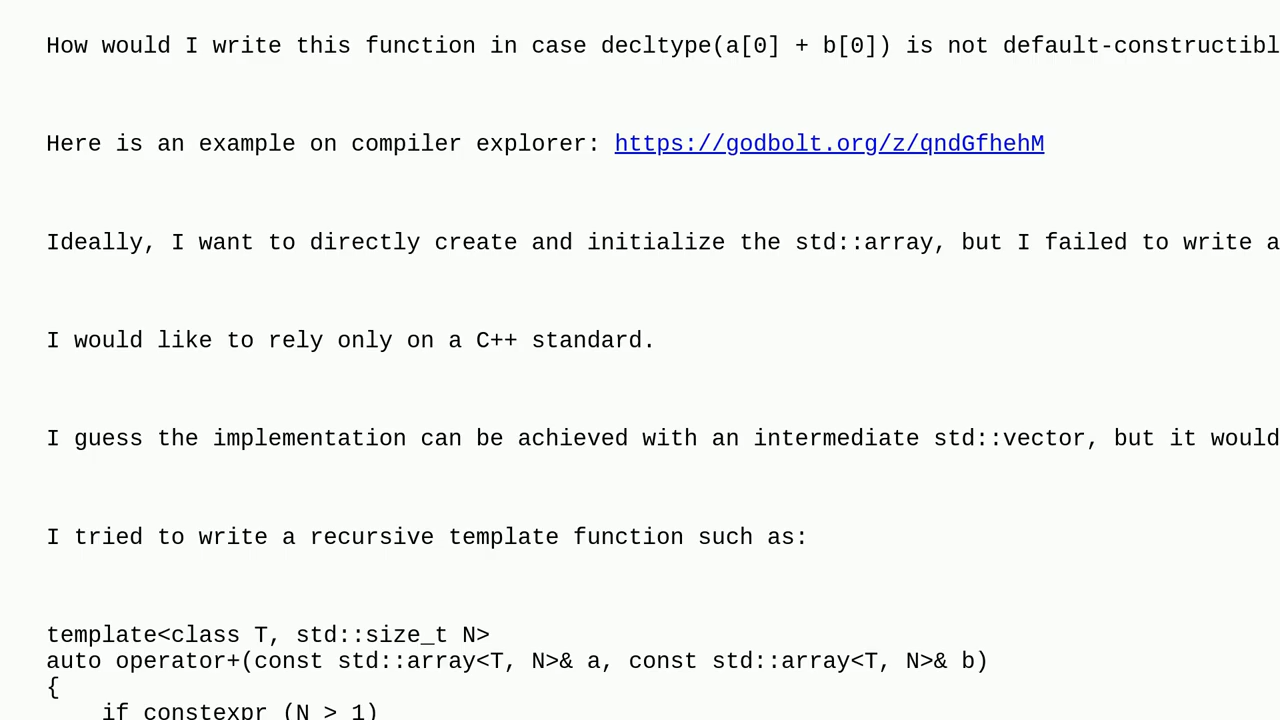 How would I write this function in case decltype(a[0] + b[0]) is not
Here is an example on compiler explorer: https://godbolt.org/z/qndGfhehM
Ideally, I want to directly create and initialize the std::array, but I failed to write
I would like to rely only on a C++ standard.
I guess the implementation can be achieved with an intermediate std::vector, but it would
I tried to write a recursive template function such as:
template<class T, std::size_t N>
auto operator+(const std::array<T, N>& a, const std::array<T, N>& b)
{
if constexpr (N > 1)